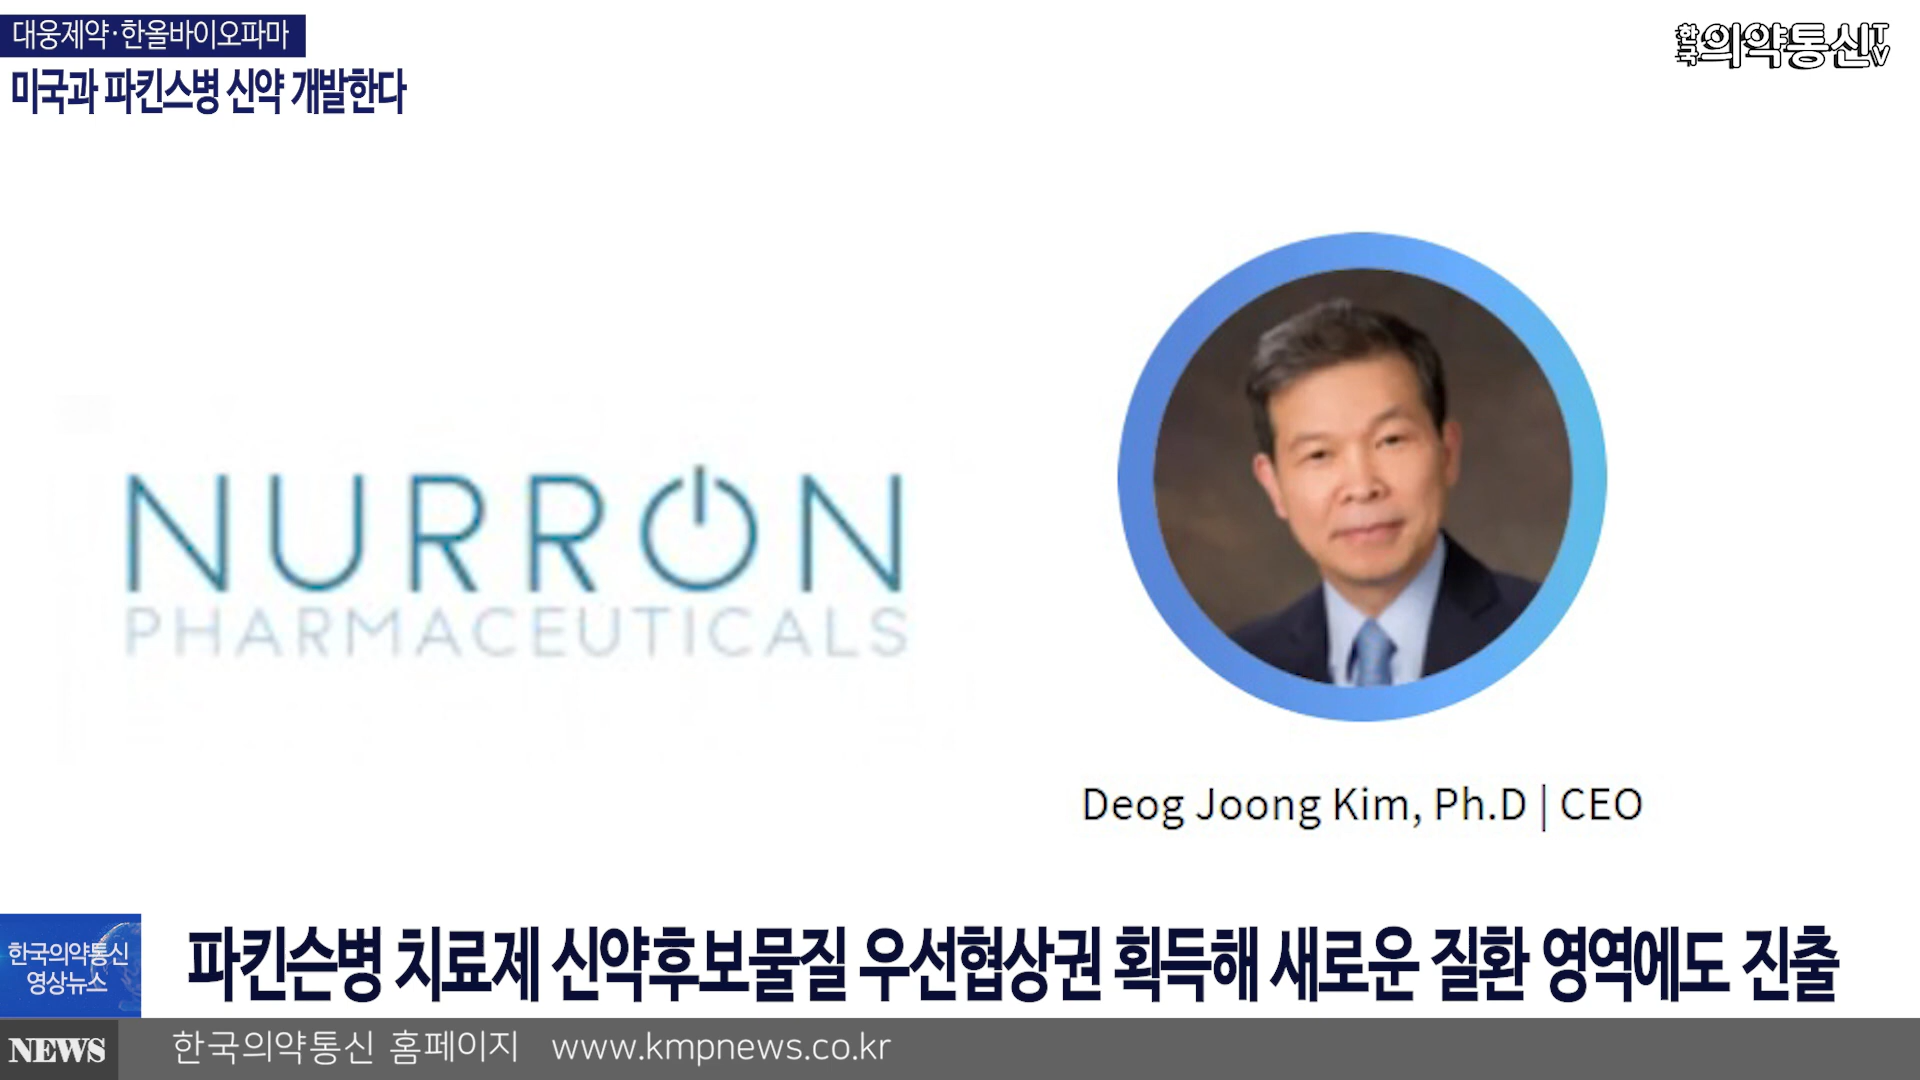 대웅제약·한올바이오파마
미국과 파킨스병 신약 개발한다
한국의약통신TV
NURRON
PHARMACEUTICALS
Deog Joong Kim, Ph.D | CEO
한국의약통신
영상뉴스
파킨슨병 치료제 신약후보물질 우선협상권 획득해 새로운 질환 영역에도 진출
NEWS 한국의약통신 홈페이지 www.kmpnews.co.kr